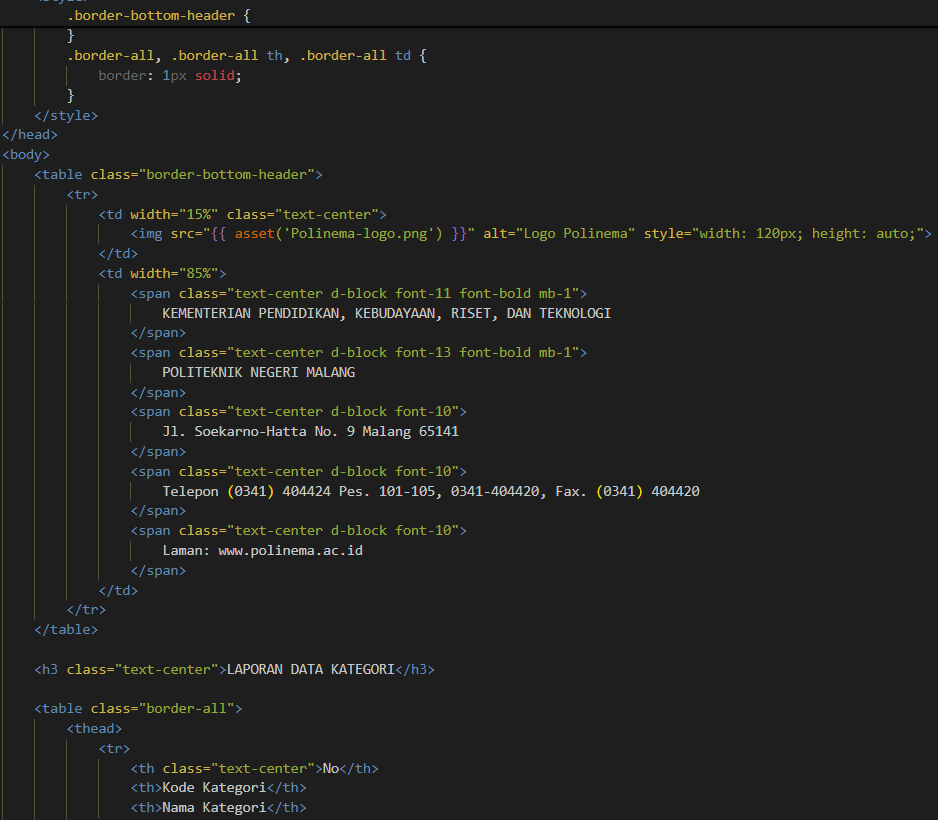 .border-bottom-header {
}
.border-all, .border-all th, .border-all td {
border: 1px solid;
}
</style>
</head>
<body>
<table class="border-bottom-header">
<tr>
<td width="15%" class="text-center">
<img src="{{ asset('Polinema-logo.png') }}" alt="Logo Polinema" style="width: 120px; height: auto;">
</td>
<td width="85%">
<span class="text-center d-block font-11 font-bold mb-1">
KEMENTERIAN PENDIDIKAN, KEBUDAYAAN, RISET, DAN TEKNOLOGI
</span>
<span class="text-center d-block font-13 font-bold mb-1">
POLITEKNIK NEGERI MALANG
</span>
<span class="text-center d-block font-10">
Jl. Soekarno-Hatta No. 9 Malang 65141
</span>
<span class="text-center d-block font-10">
Telepon (0341) 404424 Pes. 101-105, 0341-404420, Fax. (0341) 404420
</span>
<span class="text-center d-block font-10">
Laman: www.polinema.ac.id
</span>
</td>
</tr>
</table>
<h3 class="text-center">LAPORAN DATA KATEGORI</h3>
<table class="border-all">
<thead>
<tr>
<th class="text-center">No</th>
<th>Kode Kategori</th>
<th>Nama Kategori</th>